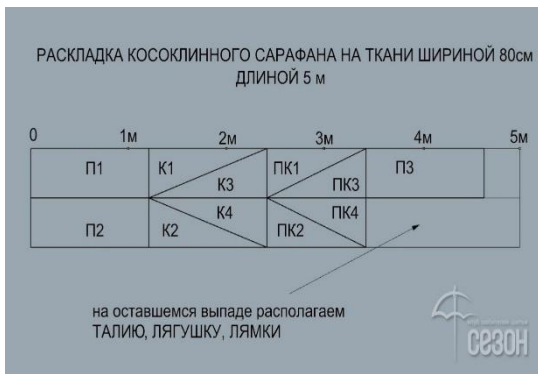 РАСКЛАДКА КОСОКЛИННОГО САРАФАНА НА ТКАНИ ШИРИНОЙ 80см
ДЛИНОЙ 5 м
0 1м 2м 3м 4м 5м
П1 К1 К3 ПК1 ПК3 П3
П2 К2 К4 ПК2 ПК4
на оставшемся выпаде располагаем
ТАЛИЮ, ЛЯГУШКУ, ЛЯМКИ
СЕЗОН